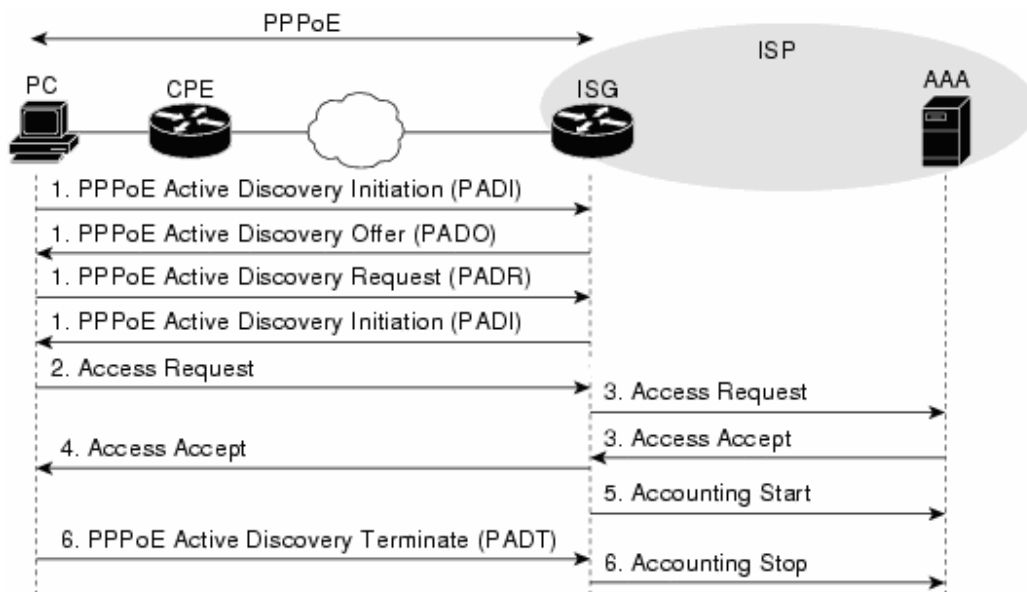 PPPoE
ISP
PC
CPE
ISG
AAA
1. PPPoE Active Discovery Initiation (PADI)
1. PPPoE Active Discovery Offer (PADO)
1. PPPoE Active Discovery Request (PADR)
1. PPPoE Active Discovery Initiation (PADI)
2. Access Request
3. Access Request
3. Access Accept
4. Access Accept
5. Accounting Start
6. PPPoE Active Discovery Terminate (PADT)
6. Accounting Stop